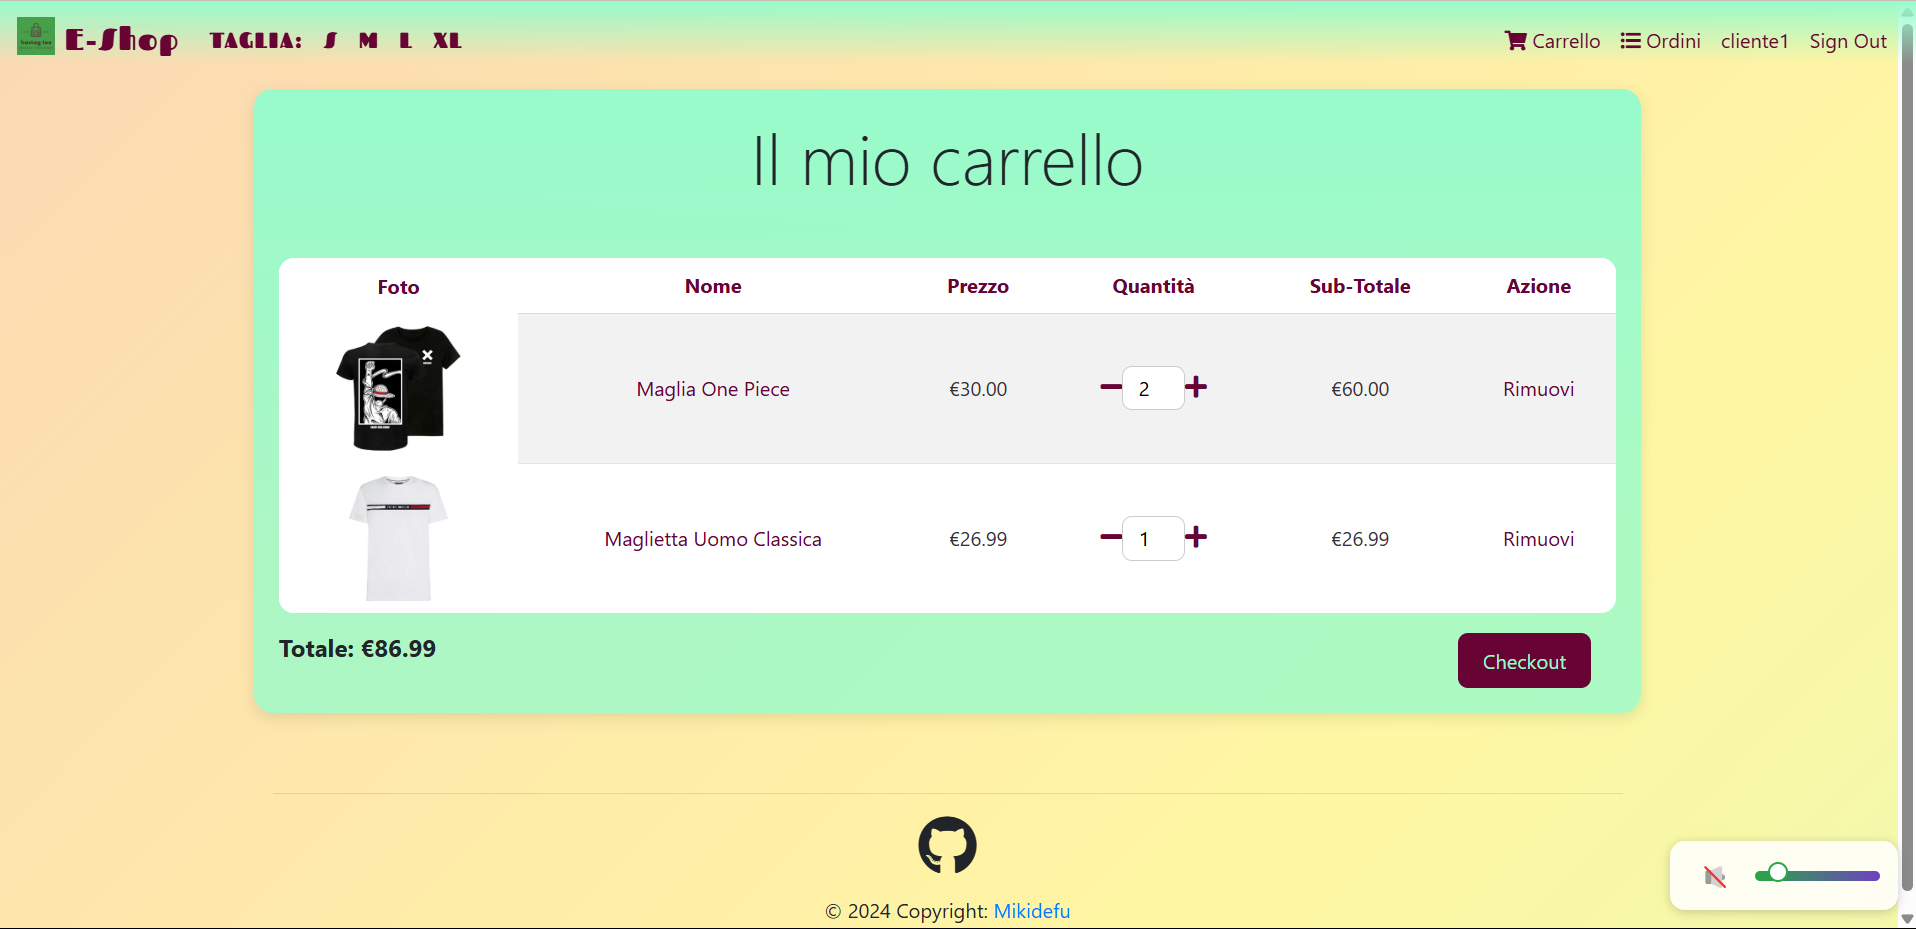 E-Shop TAGLIA: S M L XL Carrello Ordini cliente1 Sign Out
Il mio carrello
Foto Nome Prezzo Quantità Sub-Totale Azione
Maglia One Piece €30.00 2 €60.00 Rimuovi
Maglietta Uomo Classica €26.99 1 €26.99 Rimuovi
Totale: €86.99
Checkout
© 2024 Copyright: Mikidefu